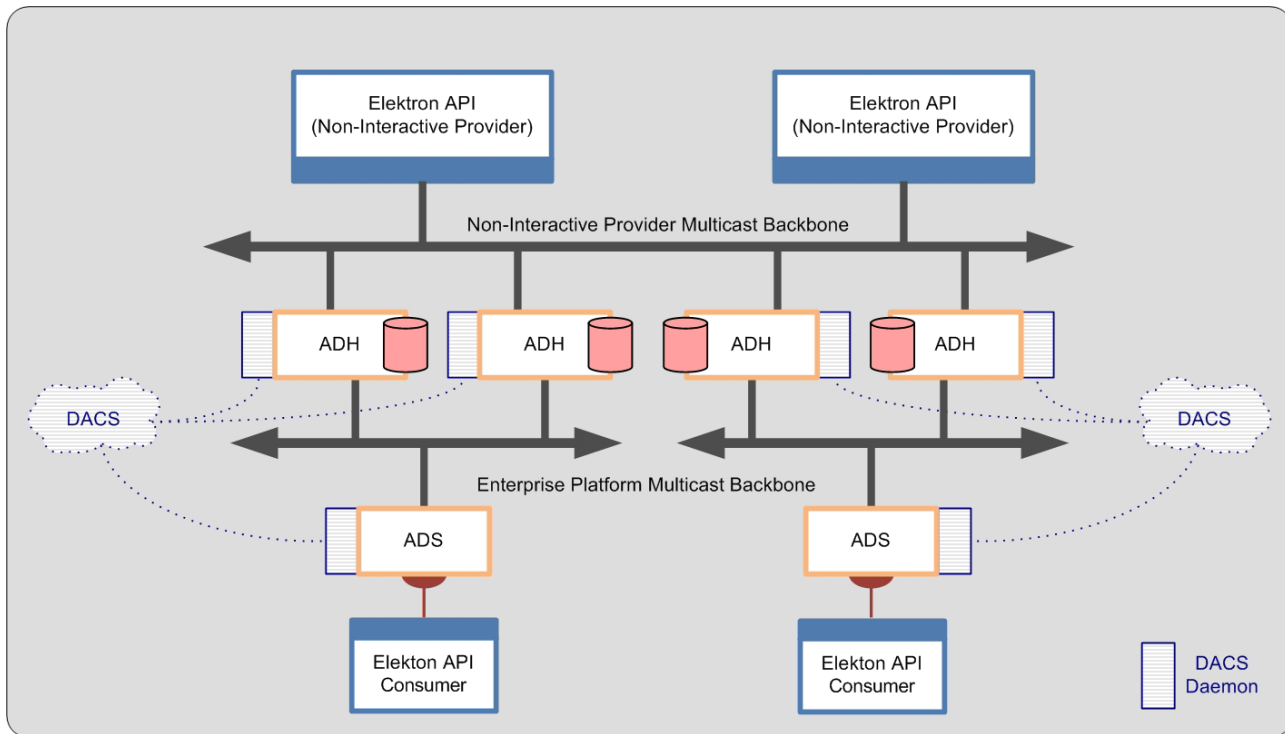 Elektron API
(Non-Interactive Provider)
Elektron API
(Non-Interactive Provider)
Non-Interactive Provider Multicast Backbone
ADH
ADH
ADH
ADH
DACS
DACS
Enterprise Platform Multicast Backbone
ADS
ADS
Elekton API
Consumer
Elekton API
Consumer
DACS
Daemon